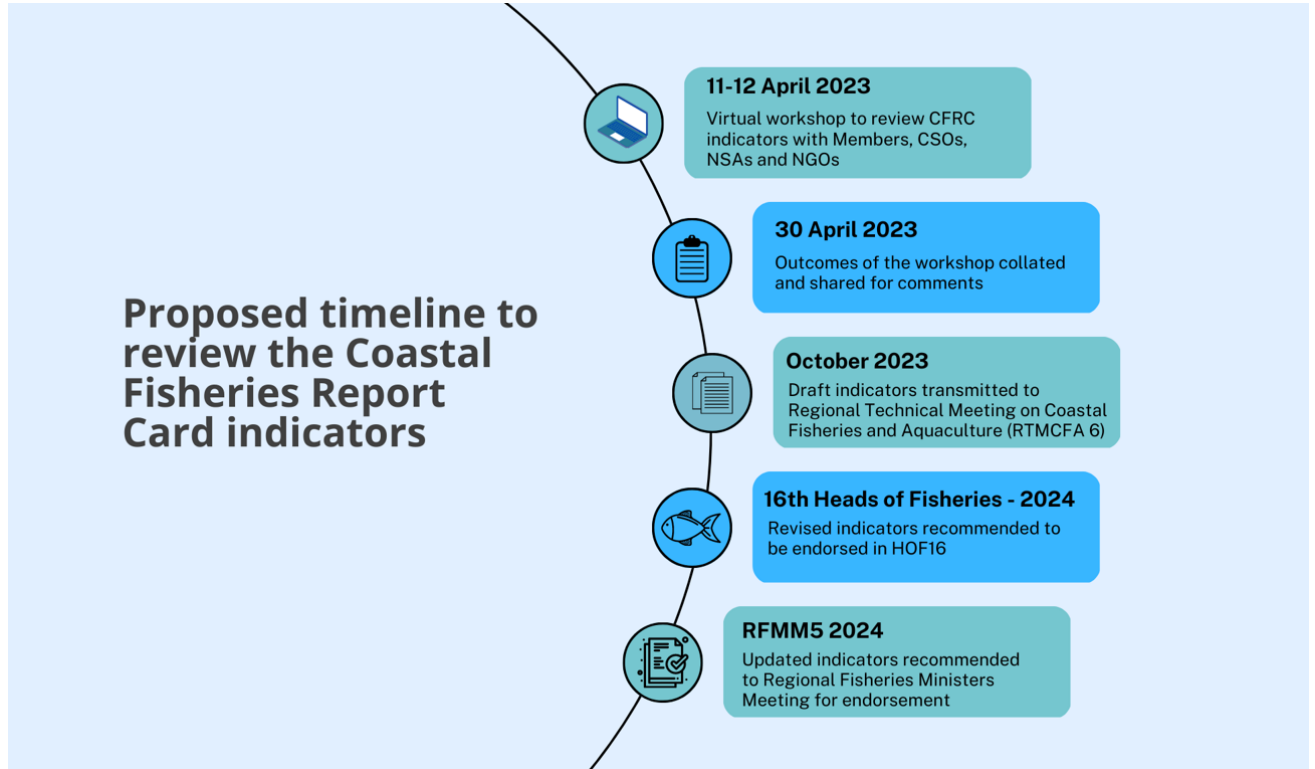 Proposed timeline to
review the Coastal
Fisheries Report
Card indicators
11-12 April 2023
Virtual workshop to review CFRC
indicators with Members, CSOs,
NSAs and NGOs
30 April 2023
Outcomes of the workshop collated
and shared for comments
October 2023
Draft indicators transmitted to
Regional Technical Meeting on Coastal
Fisheries and Aquaculture (RTMCFA 6)
16th Heads of Fisheries - 2024
Revised indicators recommended to
be endorsed in HOF16
RFMM5 2024
Updated indicators recommended
to Regional Fisheries Ministers
Meeting for endorsement